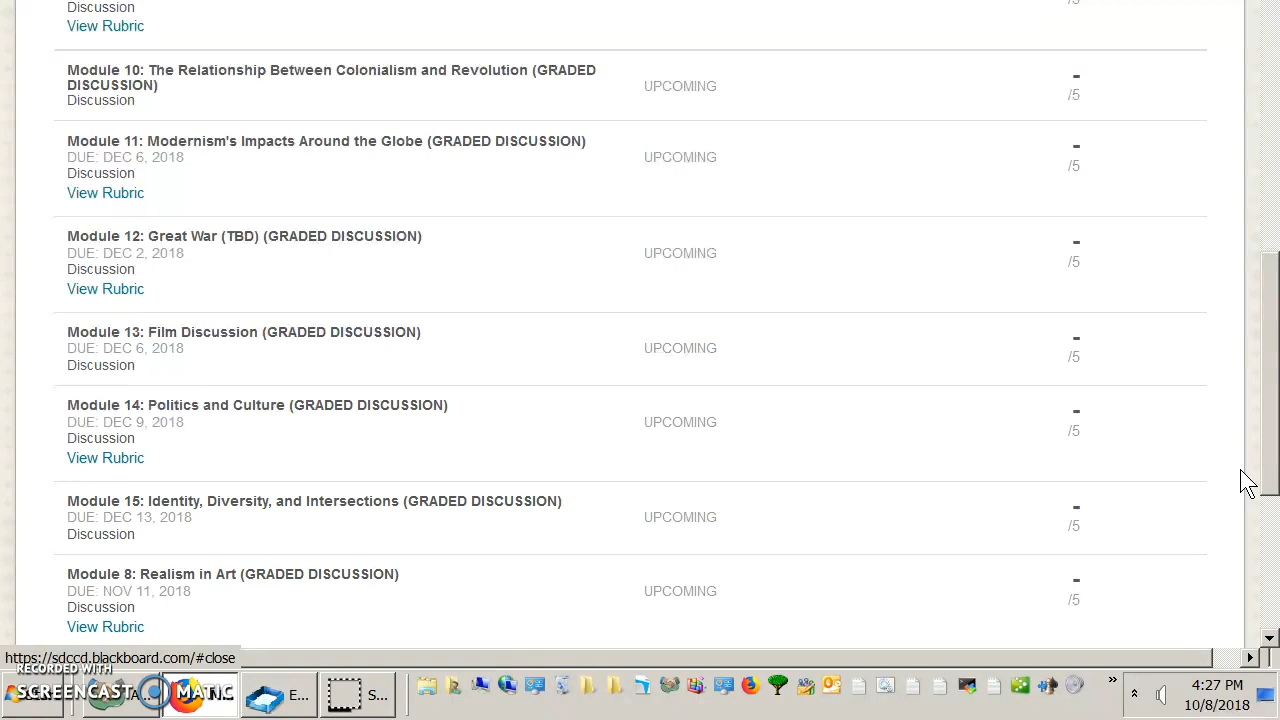 Discussion
/5
View Rubric
Module 10: The Relationship Between Colonialism and Revolution (GRADED
DISCUSSION)
Discussion
UPCOMING
-
/5
Module 11: Modernism's Impacts Around the Globe (GRADED DISCUSSION)
DUE: DEC 6, 2018
Discussion
View Rubric
UPCOMING
-
/5
Module 12: Great War (TBD) (GRADED DISCUSSION)
DUE: DEC 2, 2018
Discussion
View Rubric
UPCOMING
-
/5
Module 13: Film Discussion (GRADED DISCUSSION)
DUE: DEC 6, 2018
Discussion
UPCOMING
-
/5
Module 14: Politics and Culture (GRADED DISCUSSION)
DUE: DEC 9, 2018
Discussion
View Rubric
UPCOMING
-
/5
Module 15: Identity, Diversity, and Intersections (GRADED DISCUSSION)
DUE: DEC 13, 2018
Discussion
UPCOMING
-
/5
Module 8: Realism in Art (GRADED DISCUSSION)
DUE: NOV 11, 2018
Discussion
View Rubric
UPCOMING
-
/5
https://sdccd.blackboard.com/#close
RECORDED WITH
SCREENCAST MATIC
E...
S...
4:27 PM
10/8/2018